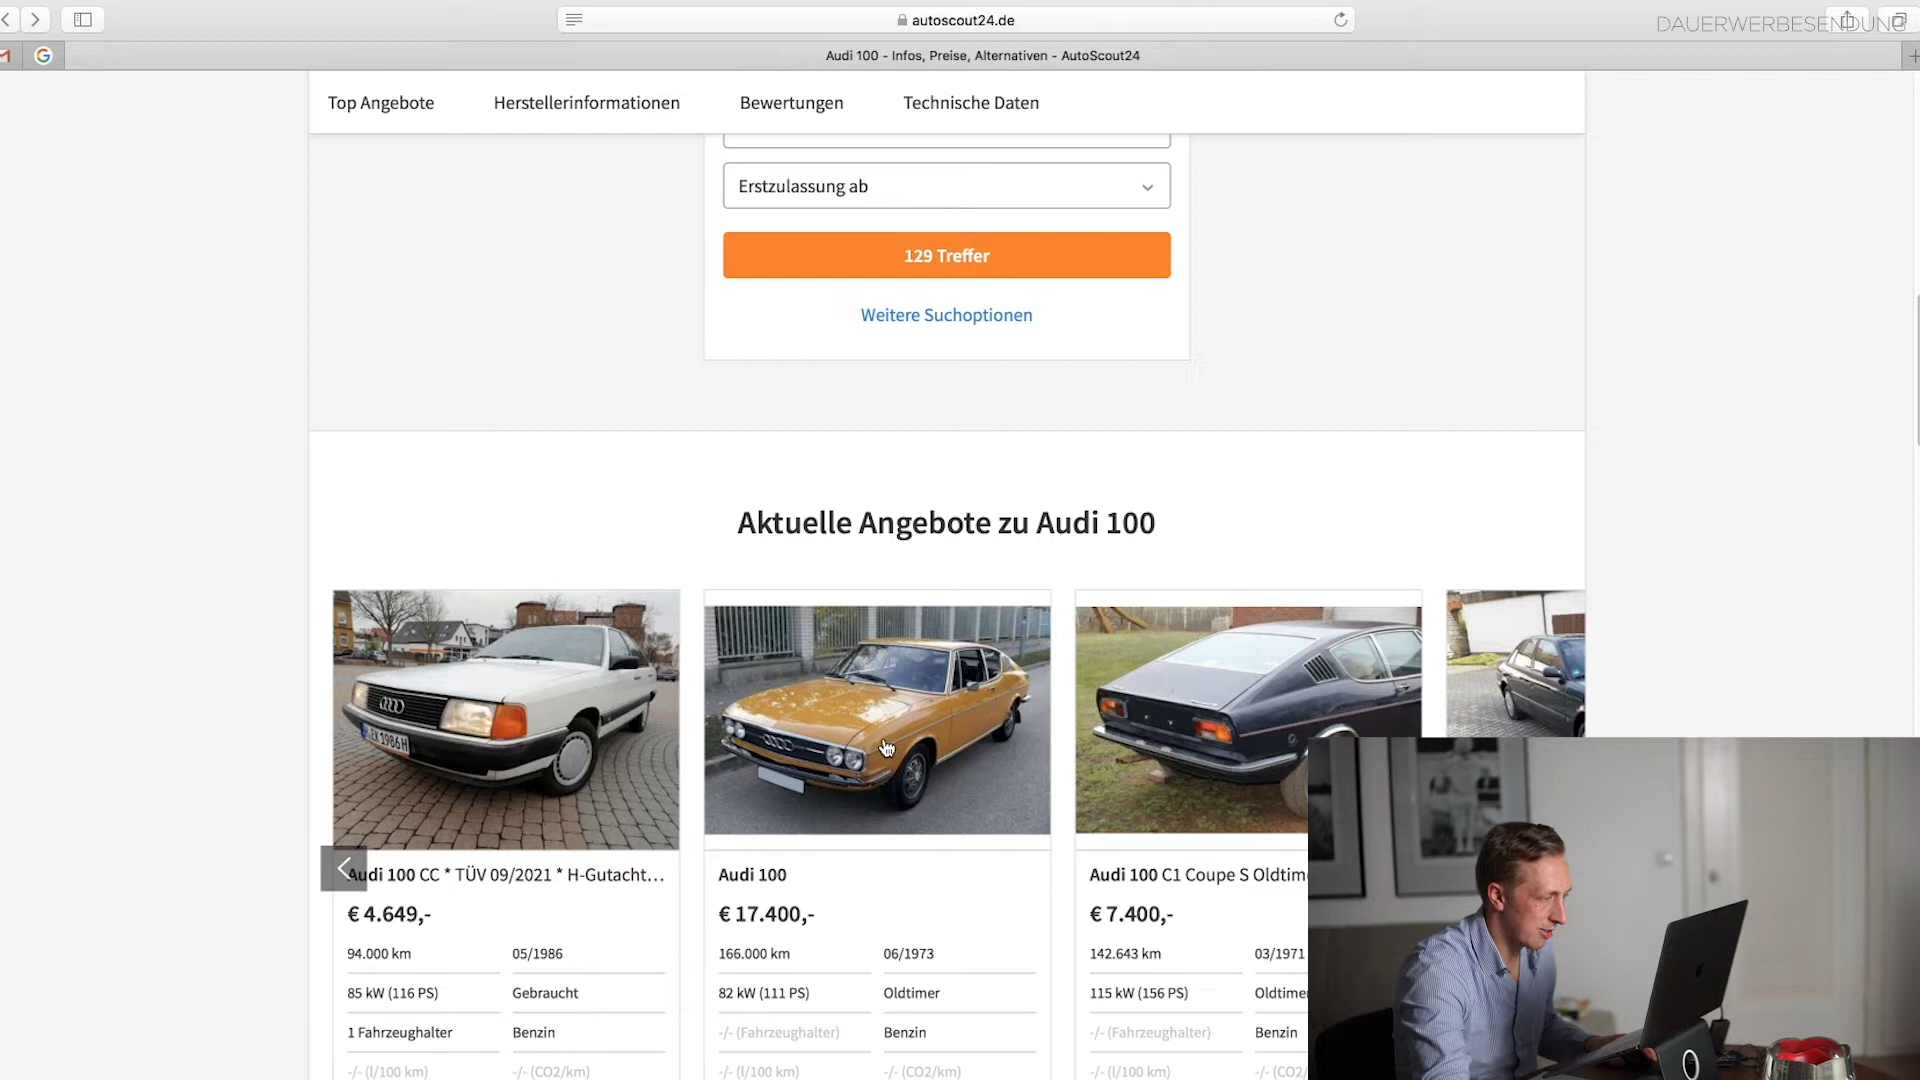 autoscout24.de
DAUERWERBESENDUNG
Audi 100 - Infos, Preise, Alternativen - AutoScout24
Top Angebote
Herstellerinformationen
Bewertungen
Technische Daten
Erstzulassung ab
129 Treffer
Weitere Suchoptionen
Aktuelle Angebote zu Audi 100
Audi 100 CC * TÜV 09/2021 * H-Gutacht...
€ 4.649,-
94.000 km
05/1986
85 kW (116 PS)
Gebraucht
1 Fahrzeughalter
Benzin
-/- (l/100 km)
-/- (CO2/km)
Audi 100
€ 17.400,-
166.000 km
06/1973
82 kW (111 PS)
Oldtimer
-/- (Fahrzeughalter)
Benzin
-/- (l/100 km)
-/- (CO2/km)
Audi 100 C1 Coupe S Oldtim
€ 7.400,-
142.643 km
03/1971
115 kW (156 PS)
Oldtime
-/- (Fahrzeughalter)
Benzin
-/- (l/100 km)
-/- (CO2/